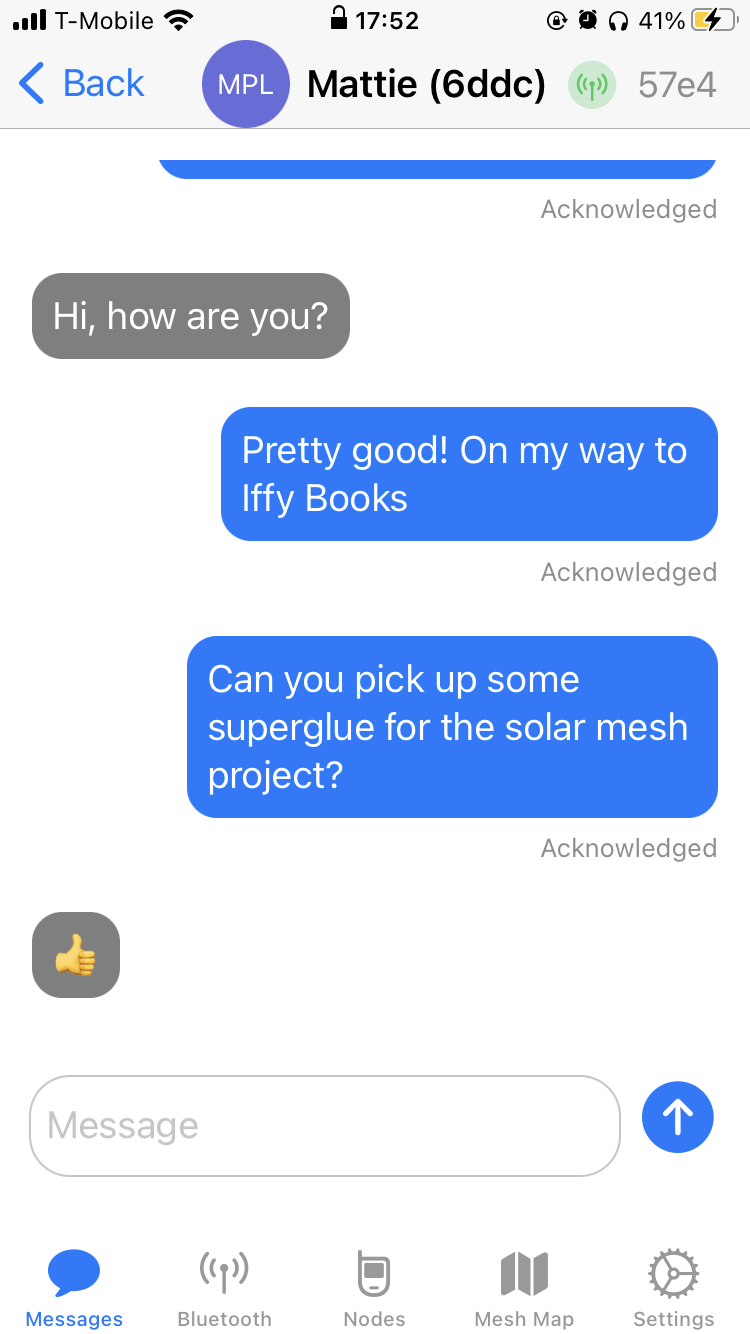 T-Mobile 17:52 41%
Back MPL Mattie (6ddc) 57e4
Acknowledged
Hi, how are you?
Pretty good! On my way to
Iffy Books
Acknowledged
Can you pick up some
superglue for the solar mesh
project?
Acknowledged
👍
Message
Messages Bluetooth Nodes Mesh Map Settings